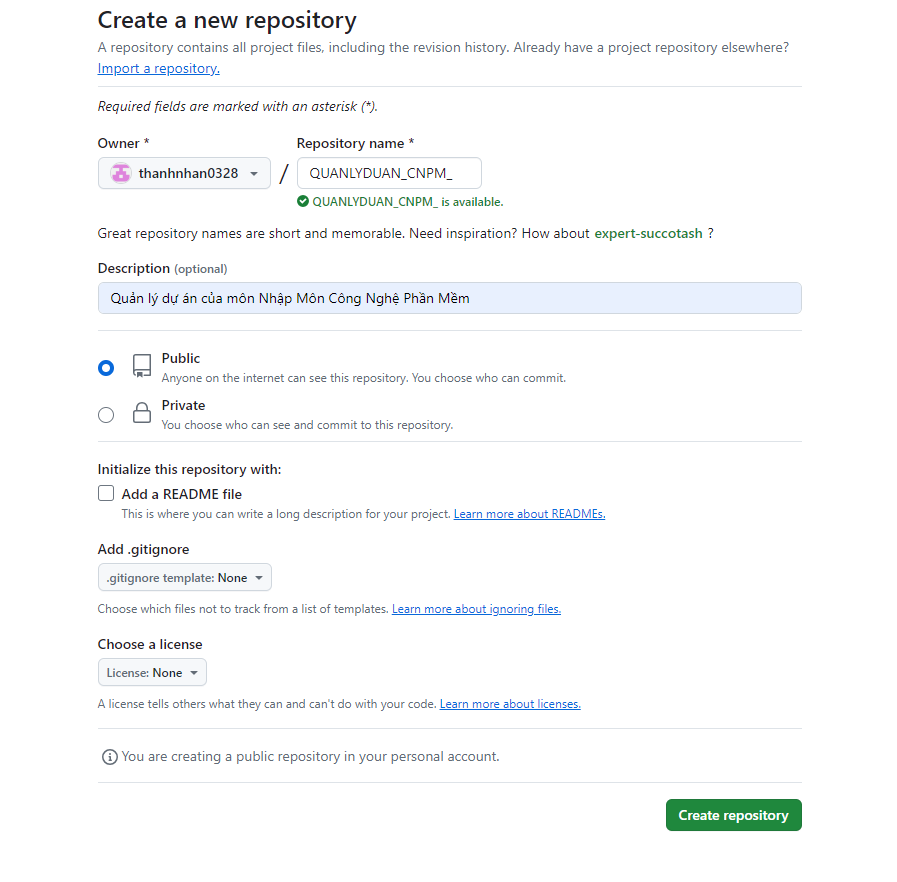 Create a new repository
A repository contains all project files, including the revision history. Already have a project repository elsewhere?
Import a repository.
Required fields are marked with an asterisk (*).
Owner *
Repository name *
thanhnhan0328
/
QUANLYDUAN_CNPM_
QUANLYDUAN_CNPM_ is available.
Great repository names are short and memorable. Need inspiration? How about expert-succotash ?
Description (optional)
Quản lý dự án của môn Nhập Môn Công Nghệ Phần Mềm
Public
Anyone on the internet can see this repository. You choose who can commit.
Private
You choose who can see and commit to this repository.
Initialize this repository with:
Add a README file
This is where you can write a long description for your project. Learn more about READMEs.
Add .gitignore
.gitignore template: None
Choose which files not to track from a list of templates. Learn more about ignoring files.
Choose a license
License: None
A license tells others what they can and can't do with your code. Learn more about licenses.
You are creating a public repository in your personal account.
Create repository